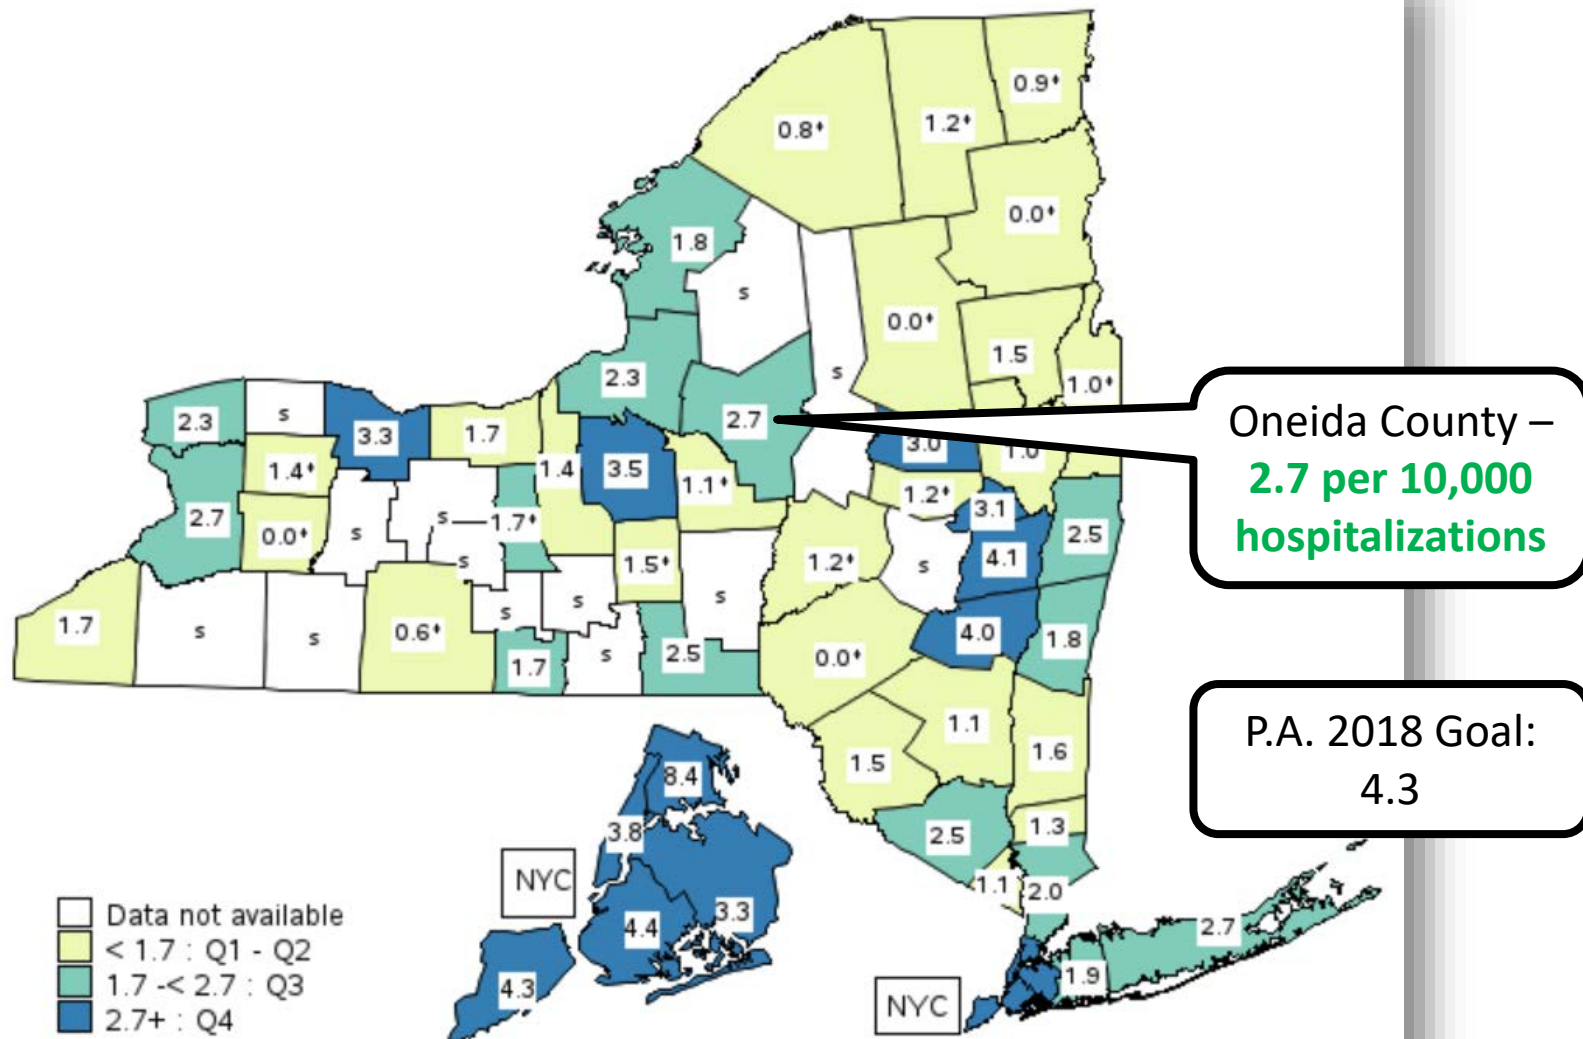 0.9⁺
0.8⁺
1.2⁺
0.0⁺
1.8
s
0.0⁺
1.5
s
1.0⁺
2.3
2.3
s
3.3
1.7
2.7
3.0
1.0
1.4⁺
1.4
3.5
1.1⁺
1.2⁺
3.1
2.7
0.0⁺
s
s
1.7⁺
2.5
s
1.5⁺
1.2⁺
s
4.1
1.7
s
s
0.6⁺
s
s
s
4.0
1.8
1.7
s
2.5
0.0⁺
1.1
1.6
1.5
2.5
1.3
1.1
2.0
2.7
1.9
NYC
8.4
3.8
NYC
4.4
3.3
4.3
Oneida County –
2.7 per 10,000
hospitalizations
P.A. 2018 Goal:
4.3
Data not available
< 1.7 : Q1 - Q2
1.7 -< 2.7 : Q3
2.7+ : Q4